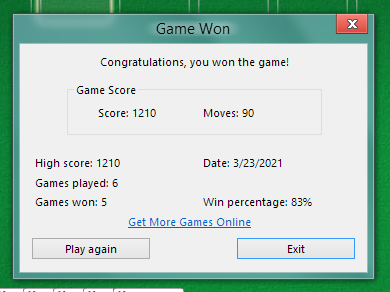 Game Won
Congratulations, you won the game!
Game Score
Score: 1210 Moves: 90
High score: 1210 Date: 3/23/2021
Games played: 6
Games won: 5 Win percentage: 83%
Get More Games Online
Play again Exit